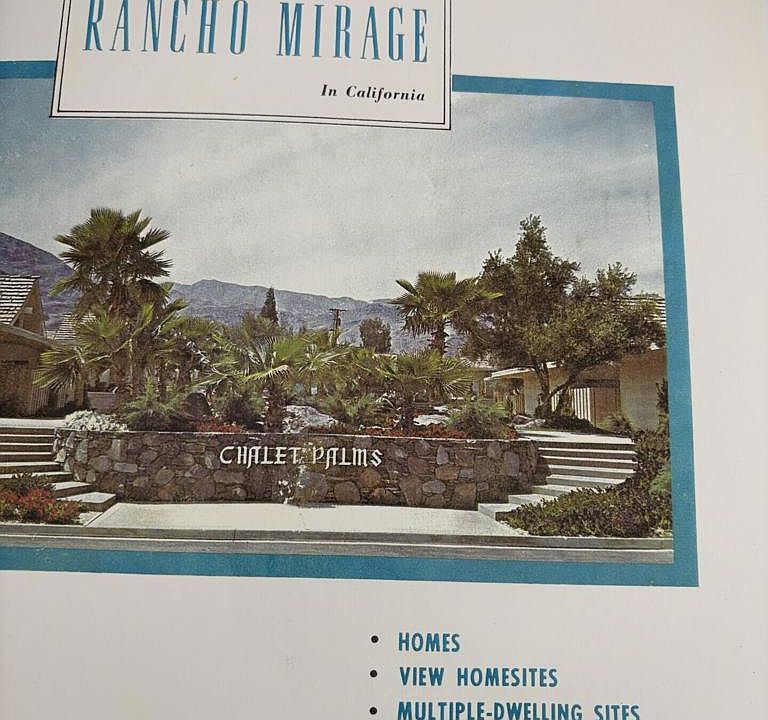 RANCHO MIRAGE
In California
CHALET PALMS
• HOMES
• VIEW HOMESITES
• MULTIPLE-DWELLING SITES